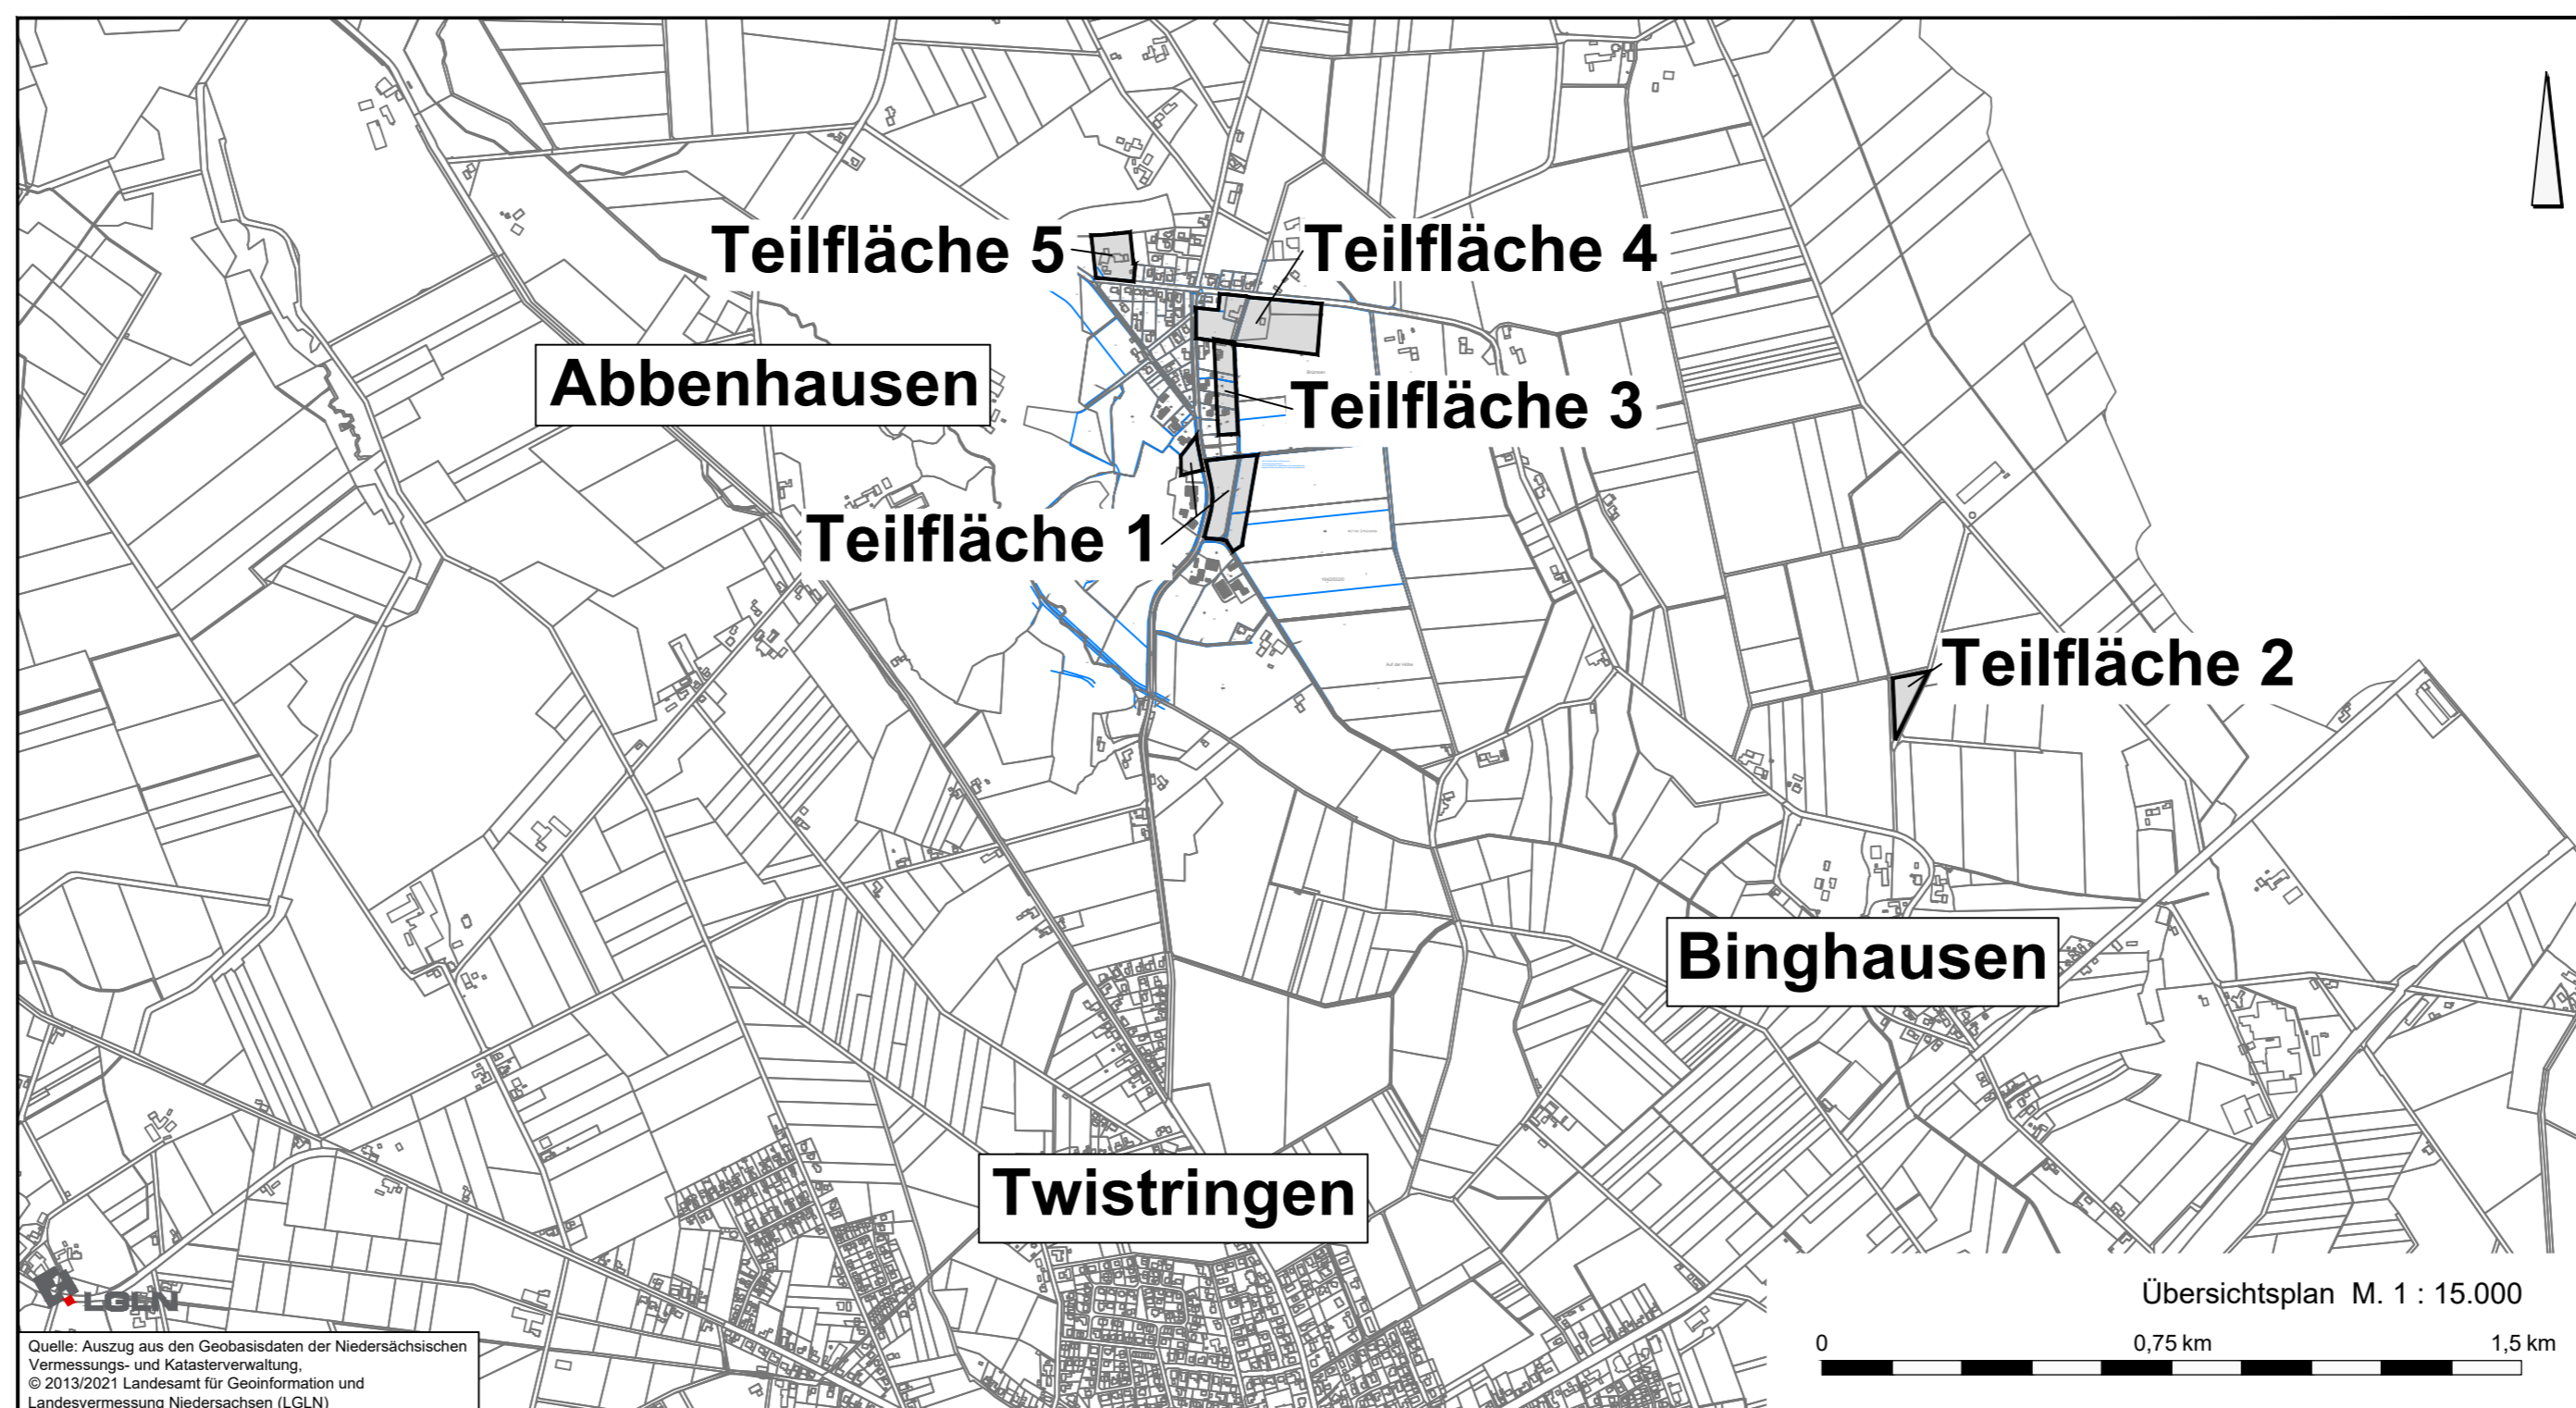 Teilfläche 5
Teilfläche 4
Abbenhausen
Teilfläche 3
Teilfläche 1
Teilfläche 2
Binghausen
Twistringen
LGLN
Übersichtsplan M. 1 : 15.000
0 0,75 km 1,5 km
Quelle: Auszug aus den Geobasisdaten der Niedersächsischen
Vermessungs- und Katasterverwaltung,
© 2013/2021 Landesamt für Geoinformation und
Landesvermessung Niedersachsen (LGLN)